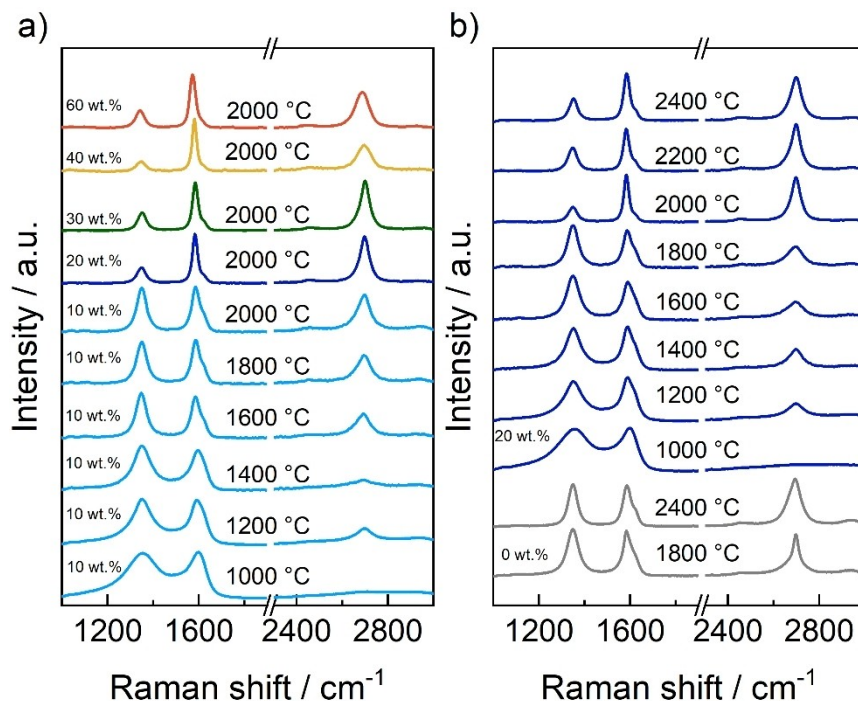 a)
60 wt.% 2000 °C
40 wt.% 2000 °C
30 wt.% 2000 °C
20 wt.% 2000 °C
10 wt.% 2000 °C
10 wt.% 1800 °C
10 wt.% 1600 °C
10 wt.% 1400 °C
10 wt.% 1200 °C
10 wt.% 1000 °C
Intensity / a.u.
1200 1600 2400 2800
Raman shift / cm⁻¹
b)
2400 °C
2200 °C
2000 °C
1800 °C
1600 °C
1400 °C
1200 °C
20 wt.% 1000 °C
2400 °C
0 wt.% 1800 °C
Intensity / a.u.
1200 1600 2400 2800
Raman shift / cm⁻¹